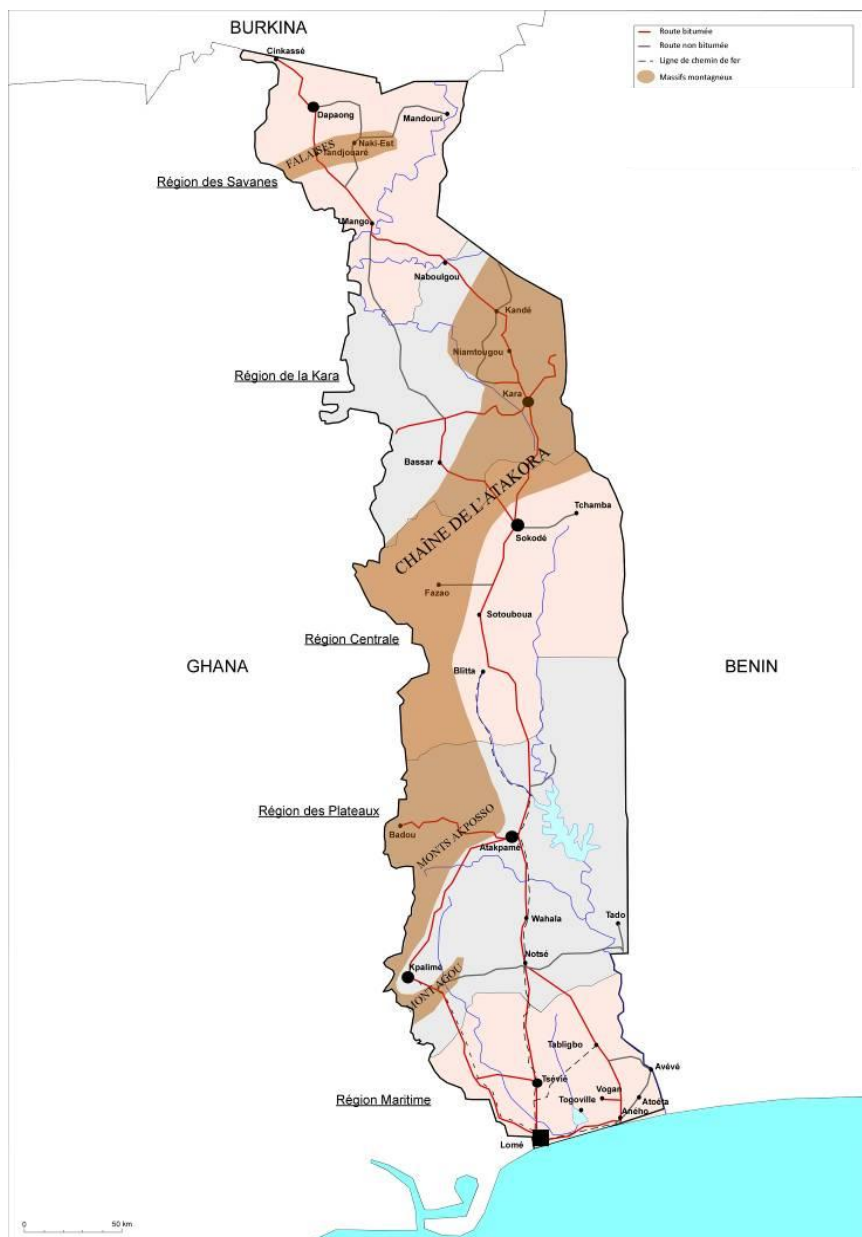 BURKINA
Route bitumée
Route non bitumée
Ligne de chemin de fer
Massifs montagneux
Cinkassé
Dapaong
Mandouri
Naki-Est
FALAISES
Tandjouaré
Région des Savanes
Mango
Naboulgou
Kandé
Niamtougou
Région de la Kara
Kara
Bassar
CHAÎNE DE L'ATAKORA
Tchamba
Sokodé
Fazao
Sotouboua
Région Centrale
GHANA
BENIN
Blitta
Région des Plateaux
Badou
MONTS AKPOSSO
Atakpamé
Wahala
Tado
Notsé
Kpalimé
MONT AGOU
Tabligbo
Avévé
Tsévié
Vogan
Togoville
Atoéta
Région Maritime
Aného
Lomé
0 50 km